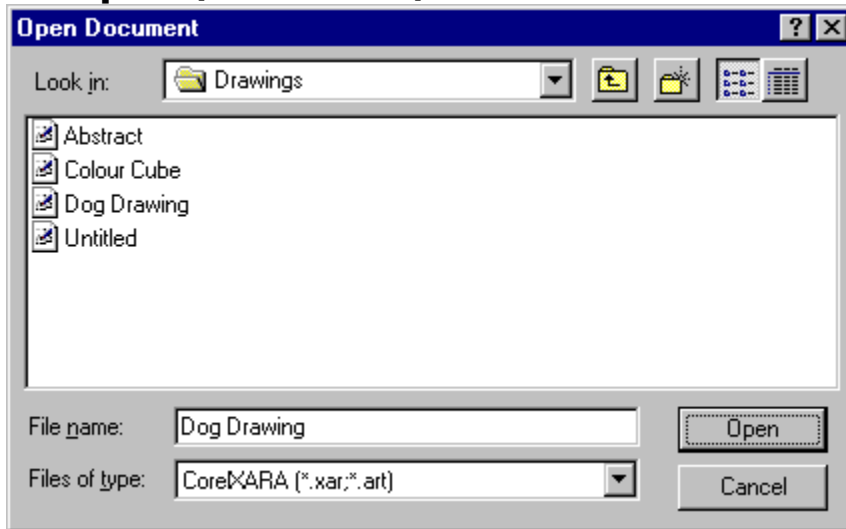 Open Document
Look in: Drawings
Abstract
Colour Cube
Dog Drawing
Untitled
File name: Dog Drawing Open
Files of type: CorelXARA (*.xar;*.art) Cancel